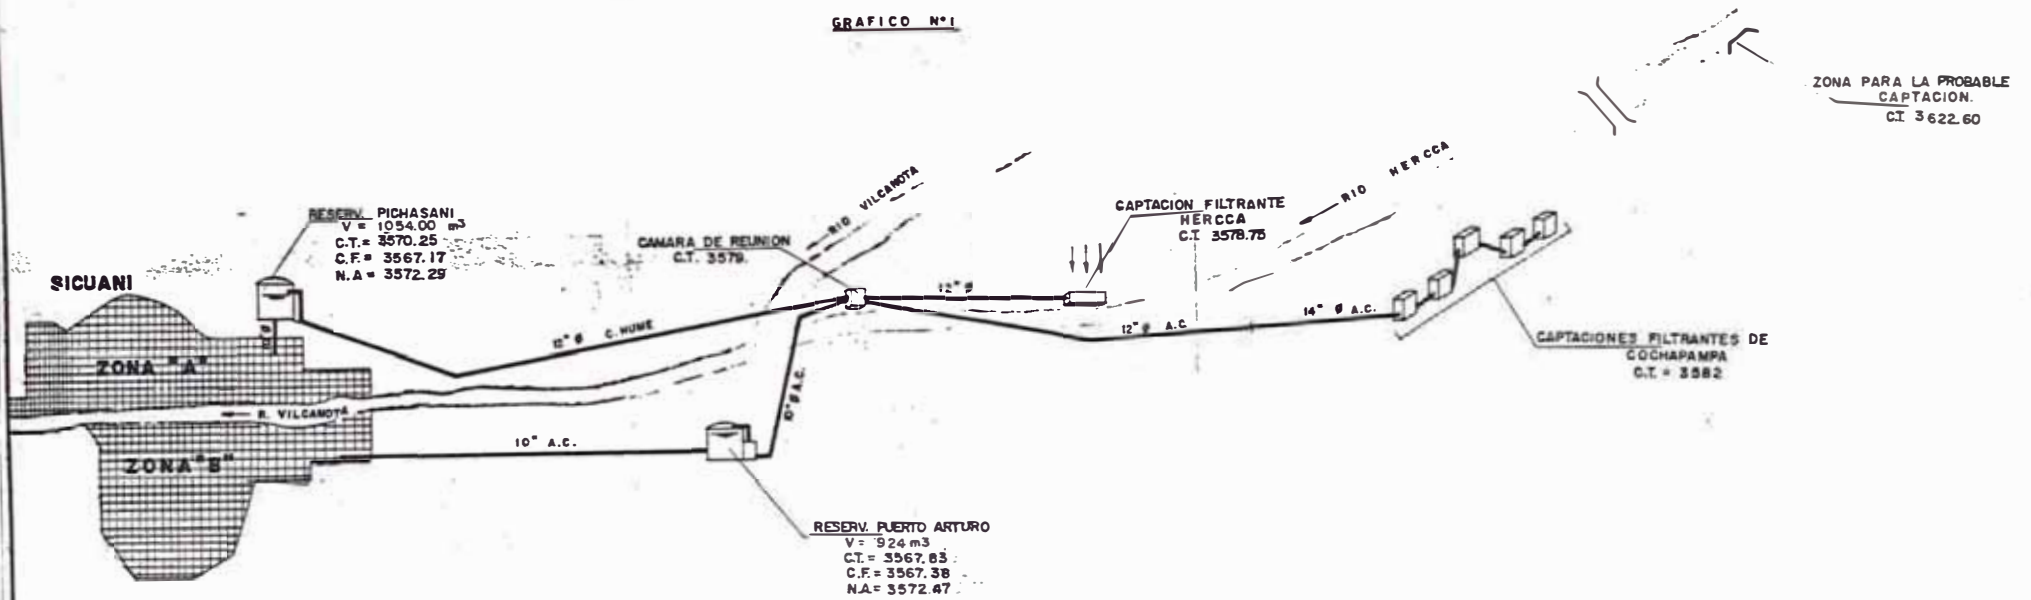 GRAFICO N°1
ZONA PARA LA PROBABLE
CAPTACION.
C.T. 3622.60
RIO HERCCA
RIO VILCANOTA
CAPTACION FILTRANTE
HERCCA
C.T. 3578.75
RESERV. PICHASANI
V = 1054.00 m3
C.T. = 3570.25
C.F. = 3567.17
N.A = 3572.29
CAMARA DE REUNION
C.T. 3579.
SICUANI
12" Ø
12" Ø C. HUME
12" Ø A.C.
14" Ø A.C.
CAPTACIONES FILTRANTES DE
COCHAPAMPA
C.T. = 3582
ZONA "A"
10" Ø A.C.
R. VILCANOTA
10" A.C.
ZONA "B"
RESERV. PUERTO ARTURO
V = 924 m3
C.T. = 3567.83
C.F. = 3567.38
N.A. = 3572.47